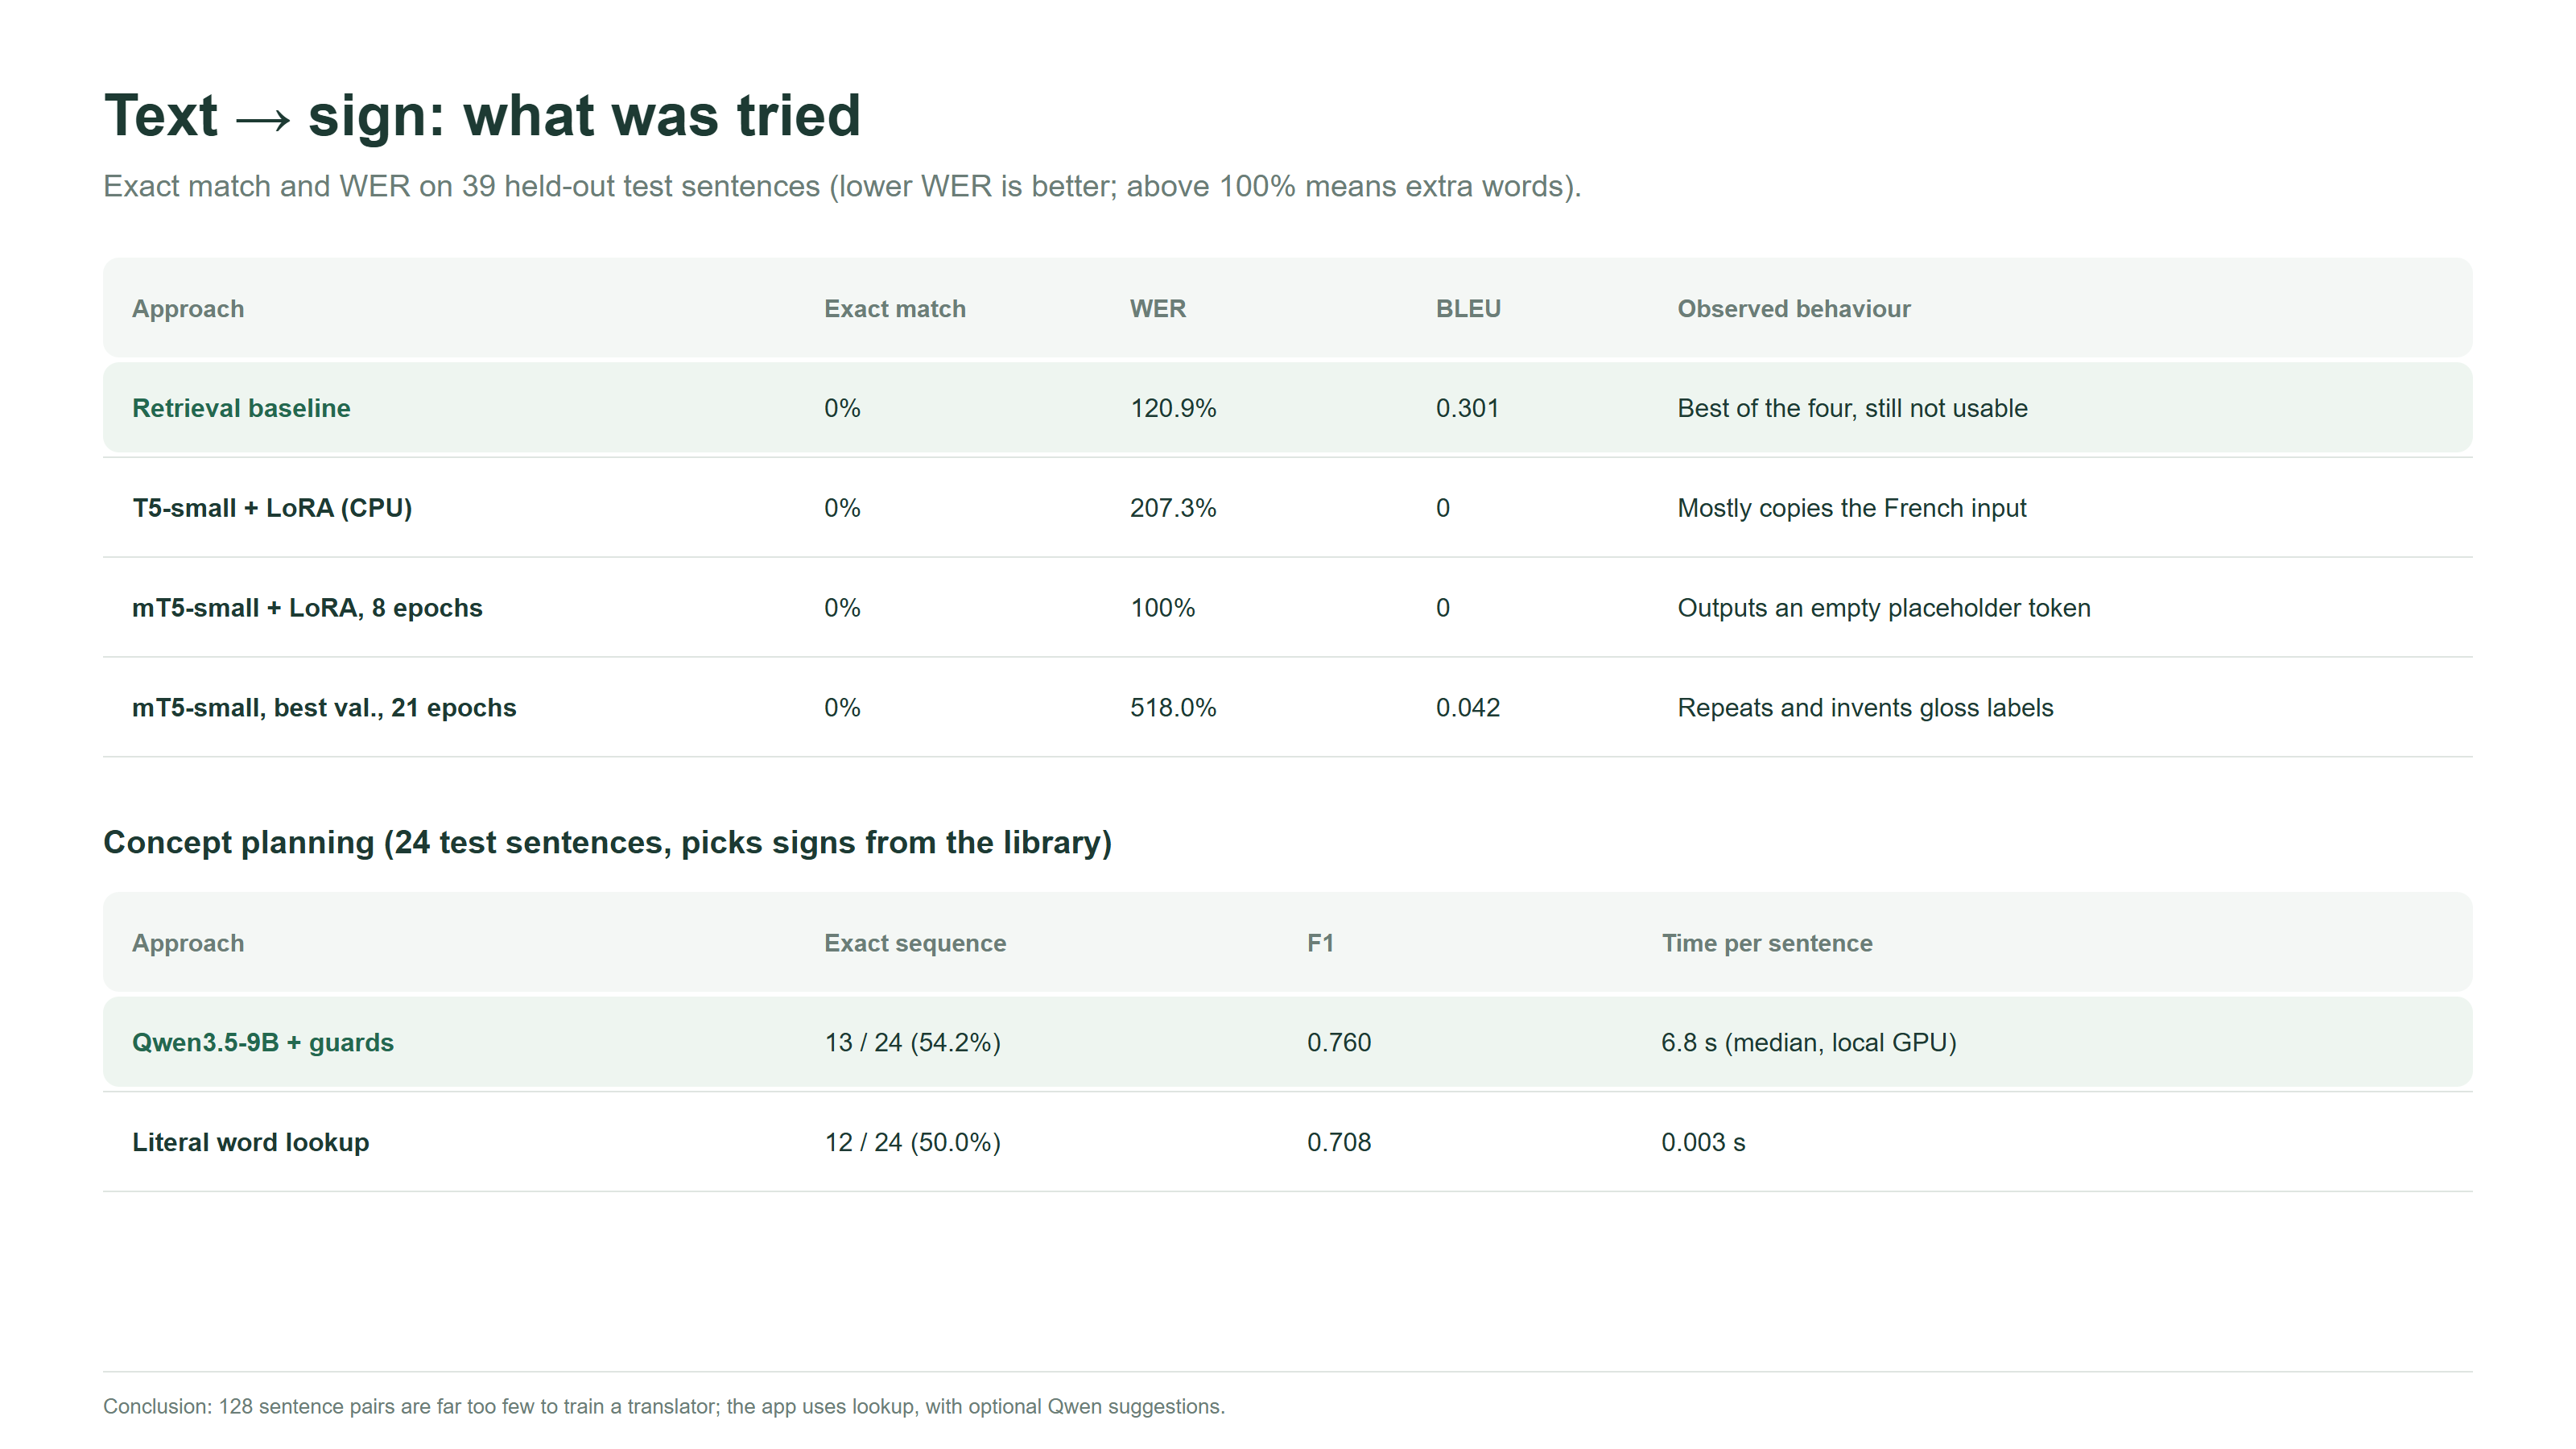 Text → sign: what was tried
Exact match and WER on 39 held-out test sentences (lower WER is better; above 100% means extra words).
Approach Exact match WER BLEU Observed behaviour
Retrieval baseline 0% 120.9% 0.301 Best of the four, still not usable
T5-small + LoRA (CPU) 0% 207.3% 0 Mostly copies the French input
mT5-small + LoRA, 8 epochs 0% 100% 0 Outputs an empty placeholder token
mT5-small, best val., 21 epochs 0% 518.0% 0.042 Repeats and invents gloss labels
Concept planning (24 test sentences, picks signs from the library)
Approach Exact sequence F1 Time per sentence
Qwen3.5-9B + guards 13 / 24 (54.2%) 0.760 6.8 s (median, local GPU)
Literal word lookup 12 / 24 (50.0%) 0.708 0.003 s
Conclusion: 128 sentence pairs are far too few to train a translator; the app uses lookup, with optional Qwen suggestions.